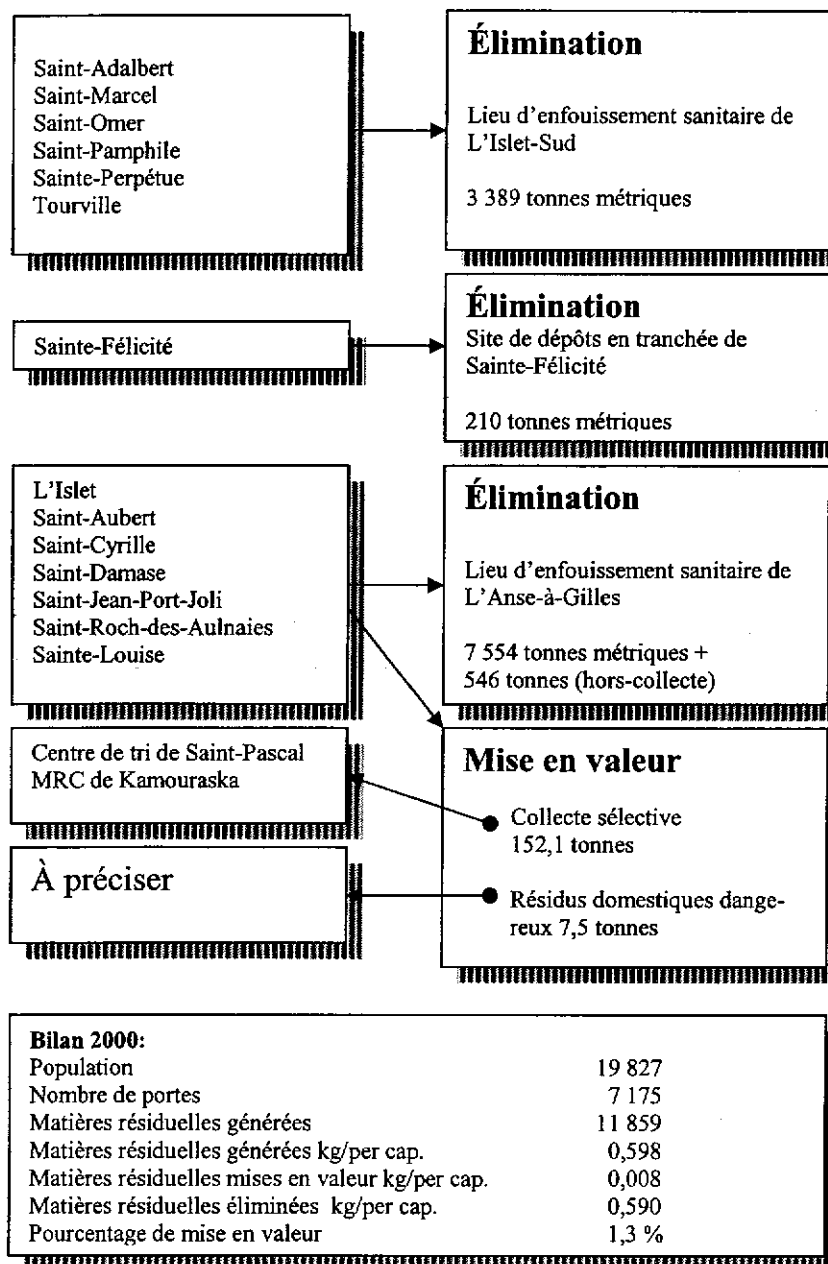 Saint-Adalbert
Saint-Marcel
Saint-Omer
Saint-Pamphile
Sainte-Perpétue
Tourville
Élimination
Lieu d'enfouissement sanitaire de
L'Islet-Sud
3 389 tonnes métriques
Sainte-Félicité
Élimination
Site de dépôts en tranchée de
Sainte-Félicité
210 tonnes métriques
L'Islet
Saint-Aubert
Saint-Cyrille
Saint-Damase
Saint-Jean-Port-Joli
Saint-Roch-des-Aulnaies
Sainte-Louise
Élimination
Lieu d'enfouissement sanitaire de
L'Anse-à-Gilles
7 554 tonnes métriques +
546 tonnes (hors-collecte)
Centre de tri de Saint-Pascal
MRC de Kamouraska
À préciser
Mise en valeur
Collecte sélective
152,1 tonnes
Résidus domestiques dange-
reux 7,5 tonnes
Bilan 2000:
Population 19 827
Nombre de portes 7 175
Matières résiduelles générées 11 859
Matières résiduelles générées kg/per cap. 0,598
Matières résiduelles mises en valeur kg/per cap. 0,008
Matières résiduelles éliminées kg/per cap. 0,590
Pourcentage de mise en valeur 1,3 %